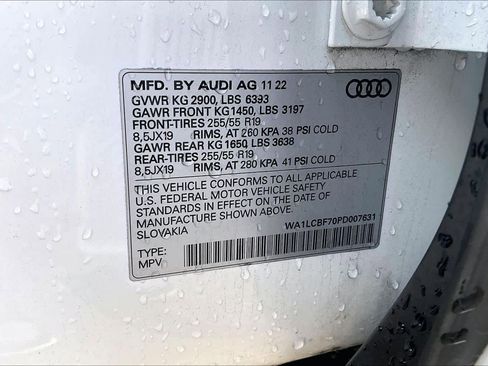 MFD. BY AUDI AG 11 22
GVWR KG 2900, LBS 6393
GAWR FRONT KG1450, LBS 3197
FRONT-TIRES 255/55 R19
8,5JX19 RIMS, AT 260 KPA 38 PSI COLD
GAWR REAR KG 1650, LBS 3638
REAR-TIRES 255/55 R19
8,5JX19 RIMS, AT 280 KPA 41 PSI COLD
THIS VEHICLE CONFORMS TO ALL APPLICABLE
U.S. FEDERAL MOTOR VEHICLE SAFETY
STANDARDS IN EFFECT ON THE DATE OF
MANUFACTURE SHOWN ABOVE.
SLOVAKIA
WA1LCBF70PD007631
TYPE:
MPV